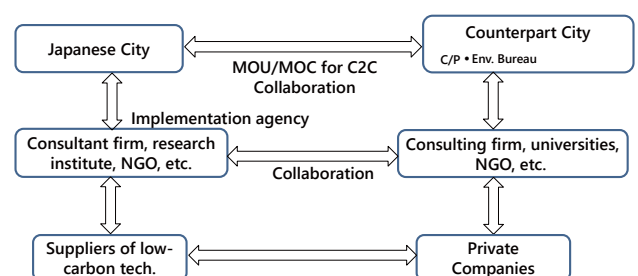 Japanese City
Counterpart City
C/P • Env. Bureau
MOU/MOC for C2C
Collaboration
Implementation agency
Consultant firm, research
institute, NGO, etc.
Consulting firm, universities,
NGO, etc.
Collaboration
Suppliers of low-
carbon tech.
Private
Companies